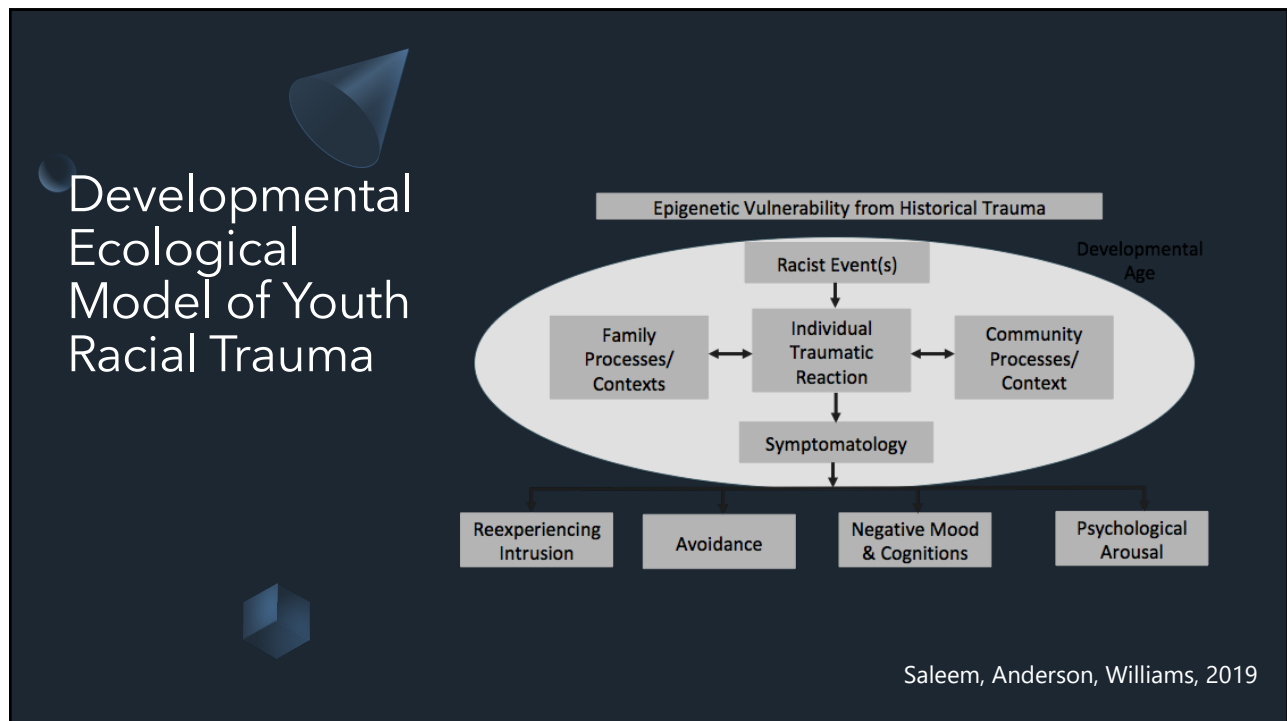 Developmental
Ecological
Model of Youth
Racial Trauma
Epigenetic Vulnerability from Historical Trauma
Developmental
Age
Racist Event(s)
Family
Processes/
Contexts
Individual
Traumatic
Reaction
Community
Processes/
Context
Symptomatology
Reexperiencing
Intrusion
Avoidance
Negative Mood
& Cognitions
Psychological
Arousal
Saleem, Anderson, Williams, 2019